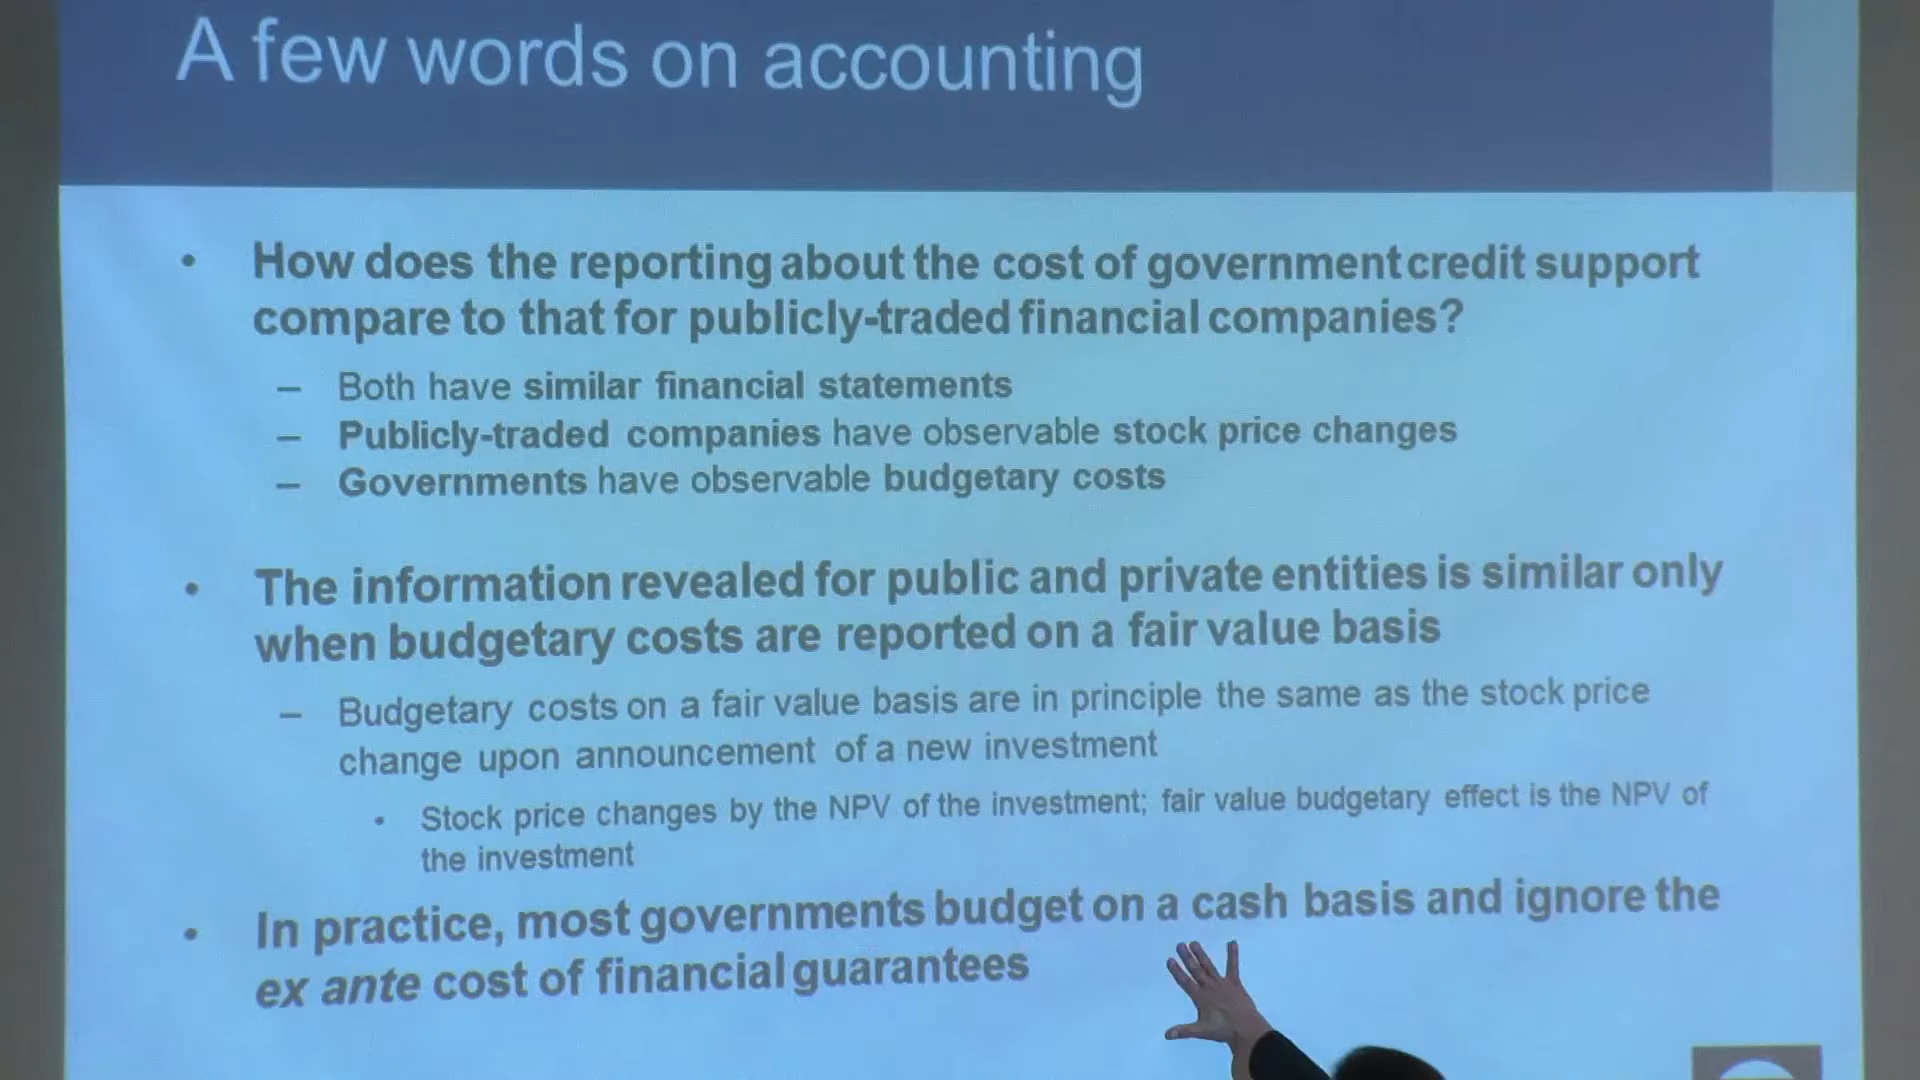 A few words on accounting
• How does the reporting about the cost of government credit support
compare to that for publicly-traded financial companies?
– Both have similar financial statements
– Publicly-traded companies have observable stock price changes
– Governments have observable budgetary costs
• The information revealed for public and private entities is similar only
when budgetary costs are reported on a fair value basis
– Budgetary costs on a fair value basis are in principle the same as the stock price
change upon announcement of a new investment
• Stock price changes by the NPV of the investment; fair value budgetary effect is the NPV of
the investment
• In practice, most governments budget on a cash basis and ignore the
ex ante cost of financial guarantees